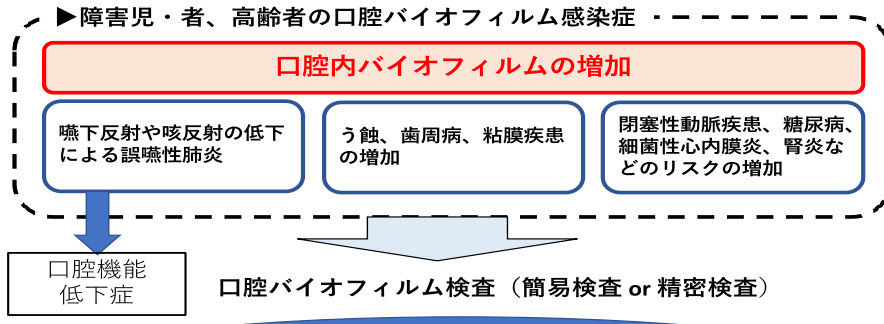 ▶障害児・者、高齢者の口腔バイオフィルム感染症
口腔内バイオフィルムの増加
嚥下反射や咳反射の低下
による誤嚥性肺炎
う蝕、歯周病、粘膜疾患
の増加
閉塞性動脈疾患、糖尿病、
細菌性心内膜炎、腎炎な
どのリスクの増加
口腔機能
低下症
口腔バイオフィルム検査（簡易検査 or 精密検査）